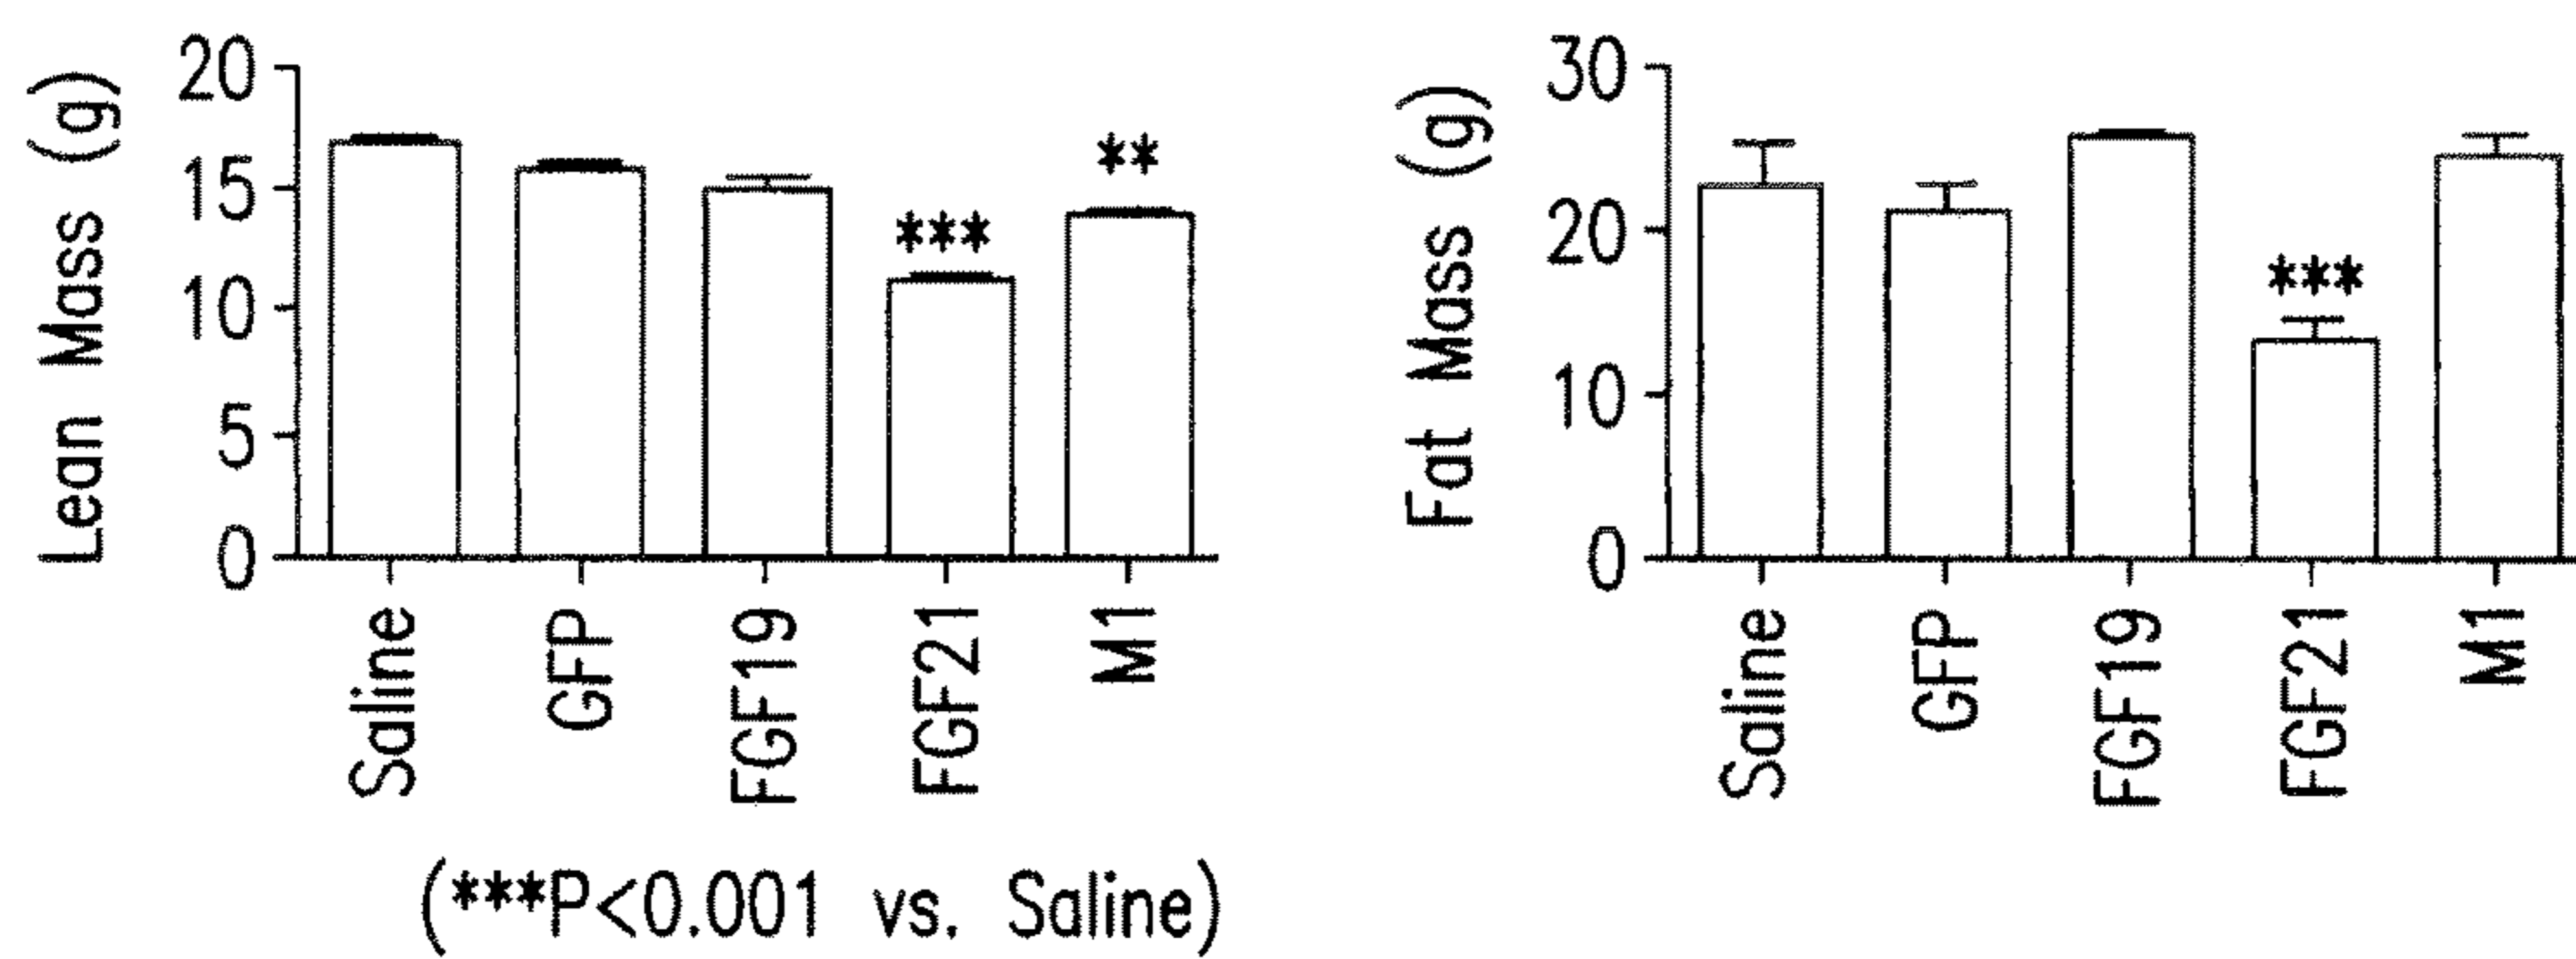 Lean Mass (g)
20
15
10
5
0
***
**
Saline
GFP
FGF19
FGF21
M1
(***P<0.001 vs. Saline)
Fat Mass (g)
30
20
10
0
***
Saline
GFP
FGF19
FGF21
M1